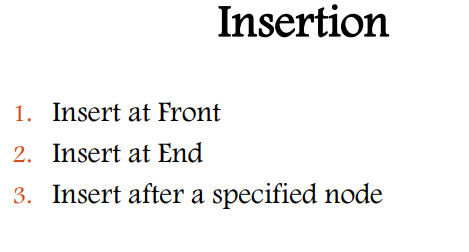 Insertion
1. Insert at Front
2. Insert at End
3. Insert after a specified node